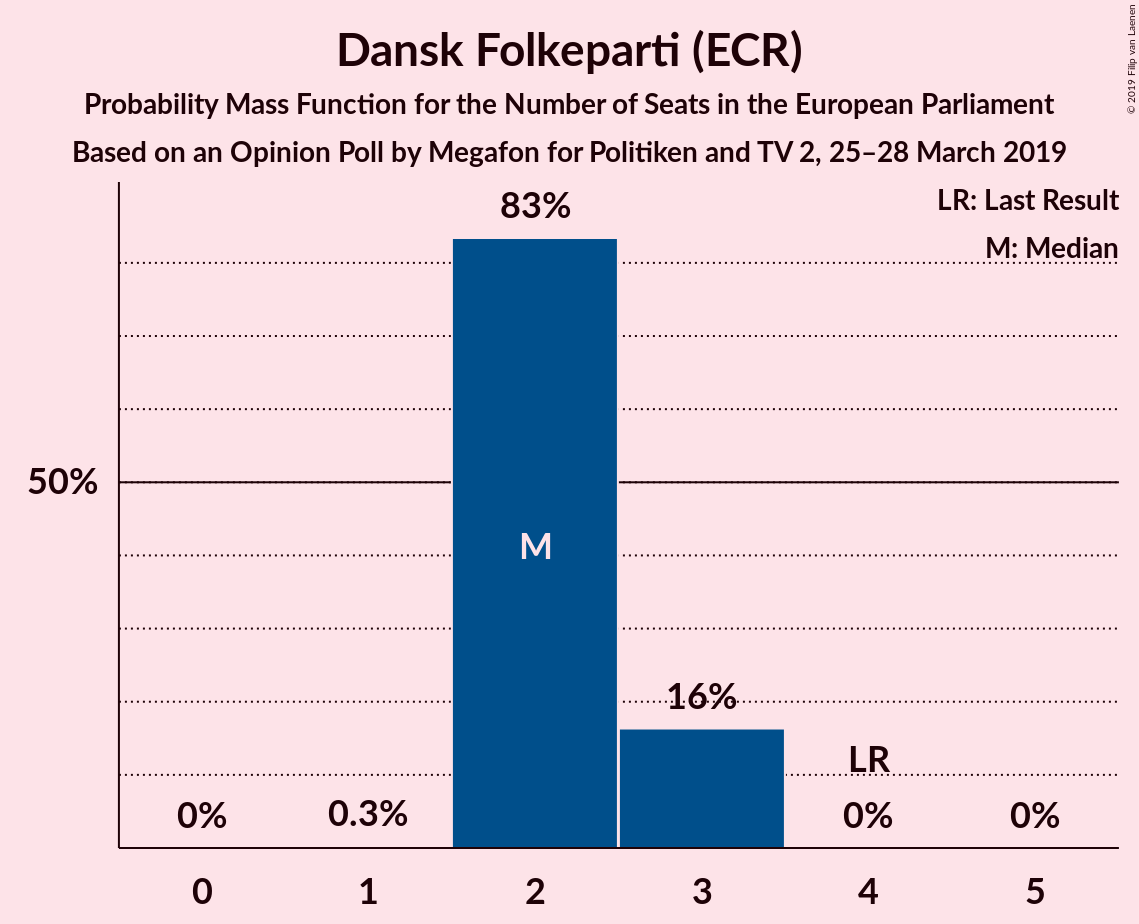 Dansk Folkeparti (ECR)
Probability Mass Function for the Number of Seats in the European Parliament
Based on an Opinion Poll by Megafon for Politiken and TV 2, 25–28 March 2019
© 2019 Filip van Laenen
LR: Last Result
M: Median
83%
50%
M
16%
LR
0%
0.3%
0%
0%
0 1 2 3 4 5